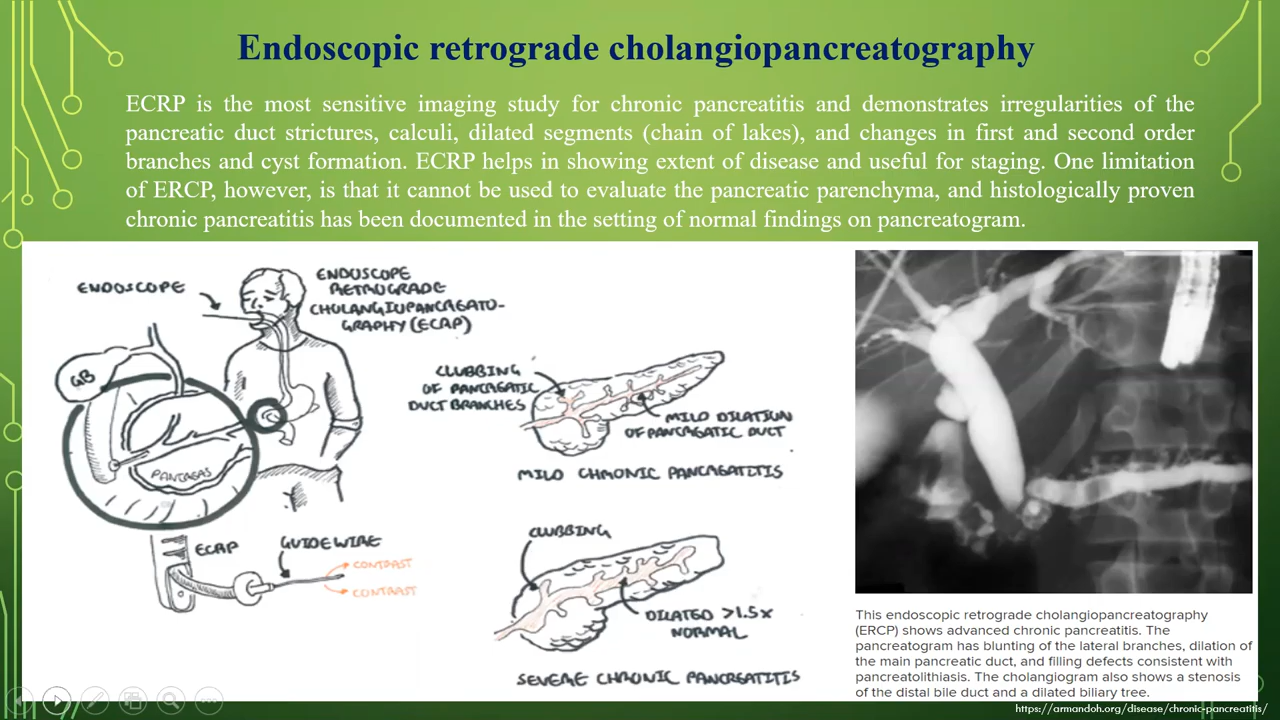 Endoscopic retrograde cholangiopancreatography
ECRP is the most sensitive imaging study for chronic pancreatitis and demonstrates irregularities of the
pancreatic duct strictures, calculi, dilated segments (chain of lakes), and changes in first and second order
branches and cyst formation. ECRP helps in showing extent of disease and useful for staging. One limitation
of ERCP, however, is that it cannot be used to evaluate the pancreatic parenchyma, and histologically proven
chronic pancreatitis has been documented in the setting of normal findings on pancreatogram.
ENDOSCOPE
ENDOSCOPE
RETROGRADE
CHOLANGIOPANCREATO-
GRAPHY (ECRP)
GB
PANCREAS
ECRP
GUIDEWIRE
CONTRAST
CONTRAST
CLUBBING
OF PANCREATIC
DUCT BRANCHES
MILD DILATION
OF PANCREATIC DUCT
MILD CHRONIC PANCREATITIS
CLUBBING
DILATED >1.5x
NORMAL
SEVERE CHRONIC PANCREATITIS
This endoscopic retrograde cholangiopancreatography
(ERCP) shows advanced chronic pancreatitis. The
pancreatogram has blunting of the lateral branches, dilation of
the main pancreatic duct, and filling defects consistent with
pancreatolithiasis. The cholangiogram also shows a stenosis
of the distal bile duct and a dilated biliary tree.
https://armandoh.org/disease/chronic-pancreatitis/